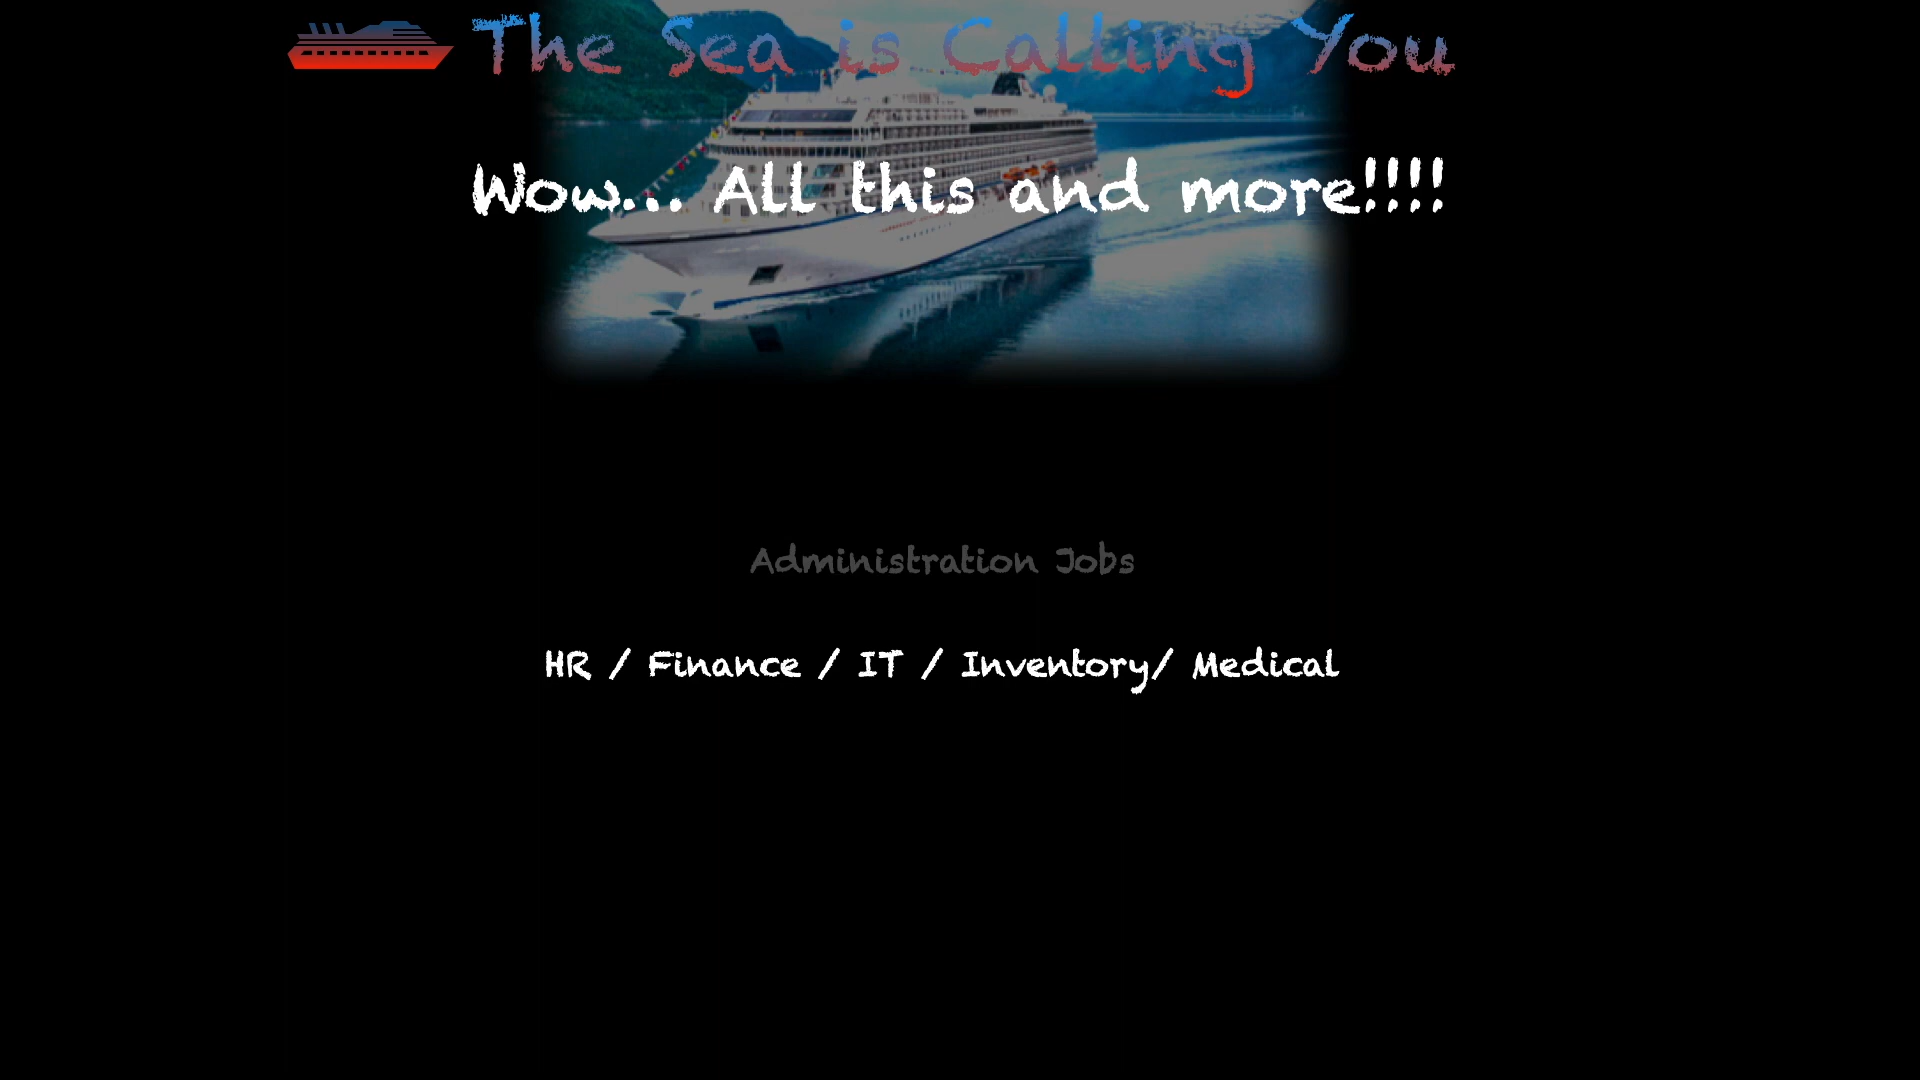 The Sea is Calling You
Wow... All this and more!!!!
Administration Jobs
HR / Finance / IT / Inventory/ Medical